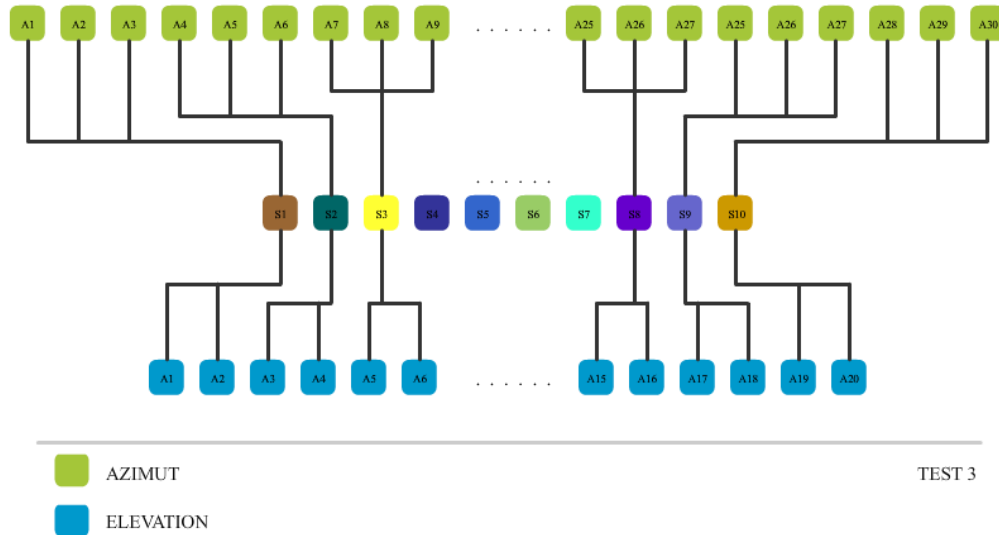 A1 A2 A3 A4 A5 A6 A7 A8 A9 . . . . . . A25 A26 A27 A25 A26 A27 A28 A29 A30
. . . . . .
S1 S2 S3 S4 S5 S6 S7 S8 S9 S10
A1 A2 A3 A4 A5 A6 . . . . . . A15 A16 A17 A18 A19 A20
AZIMUT TEST 3
ELEVATION